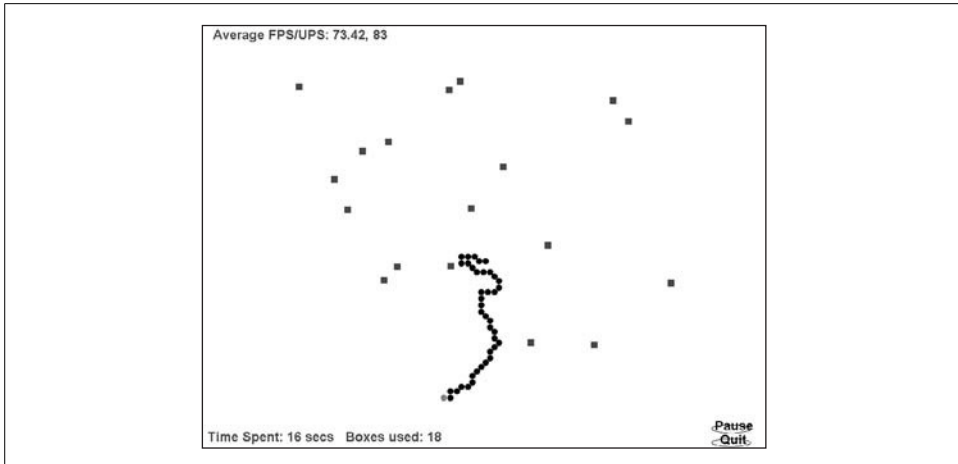 Average FPS/UPS: 73.42, 83
Time Spent: 16 secs Boxes used: 18
Pause
Quit